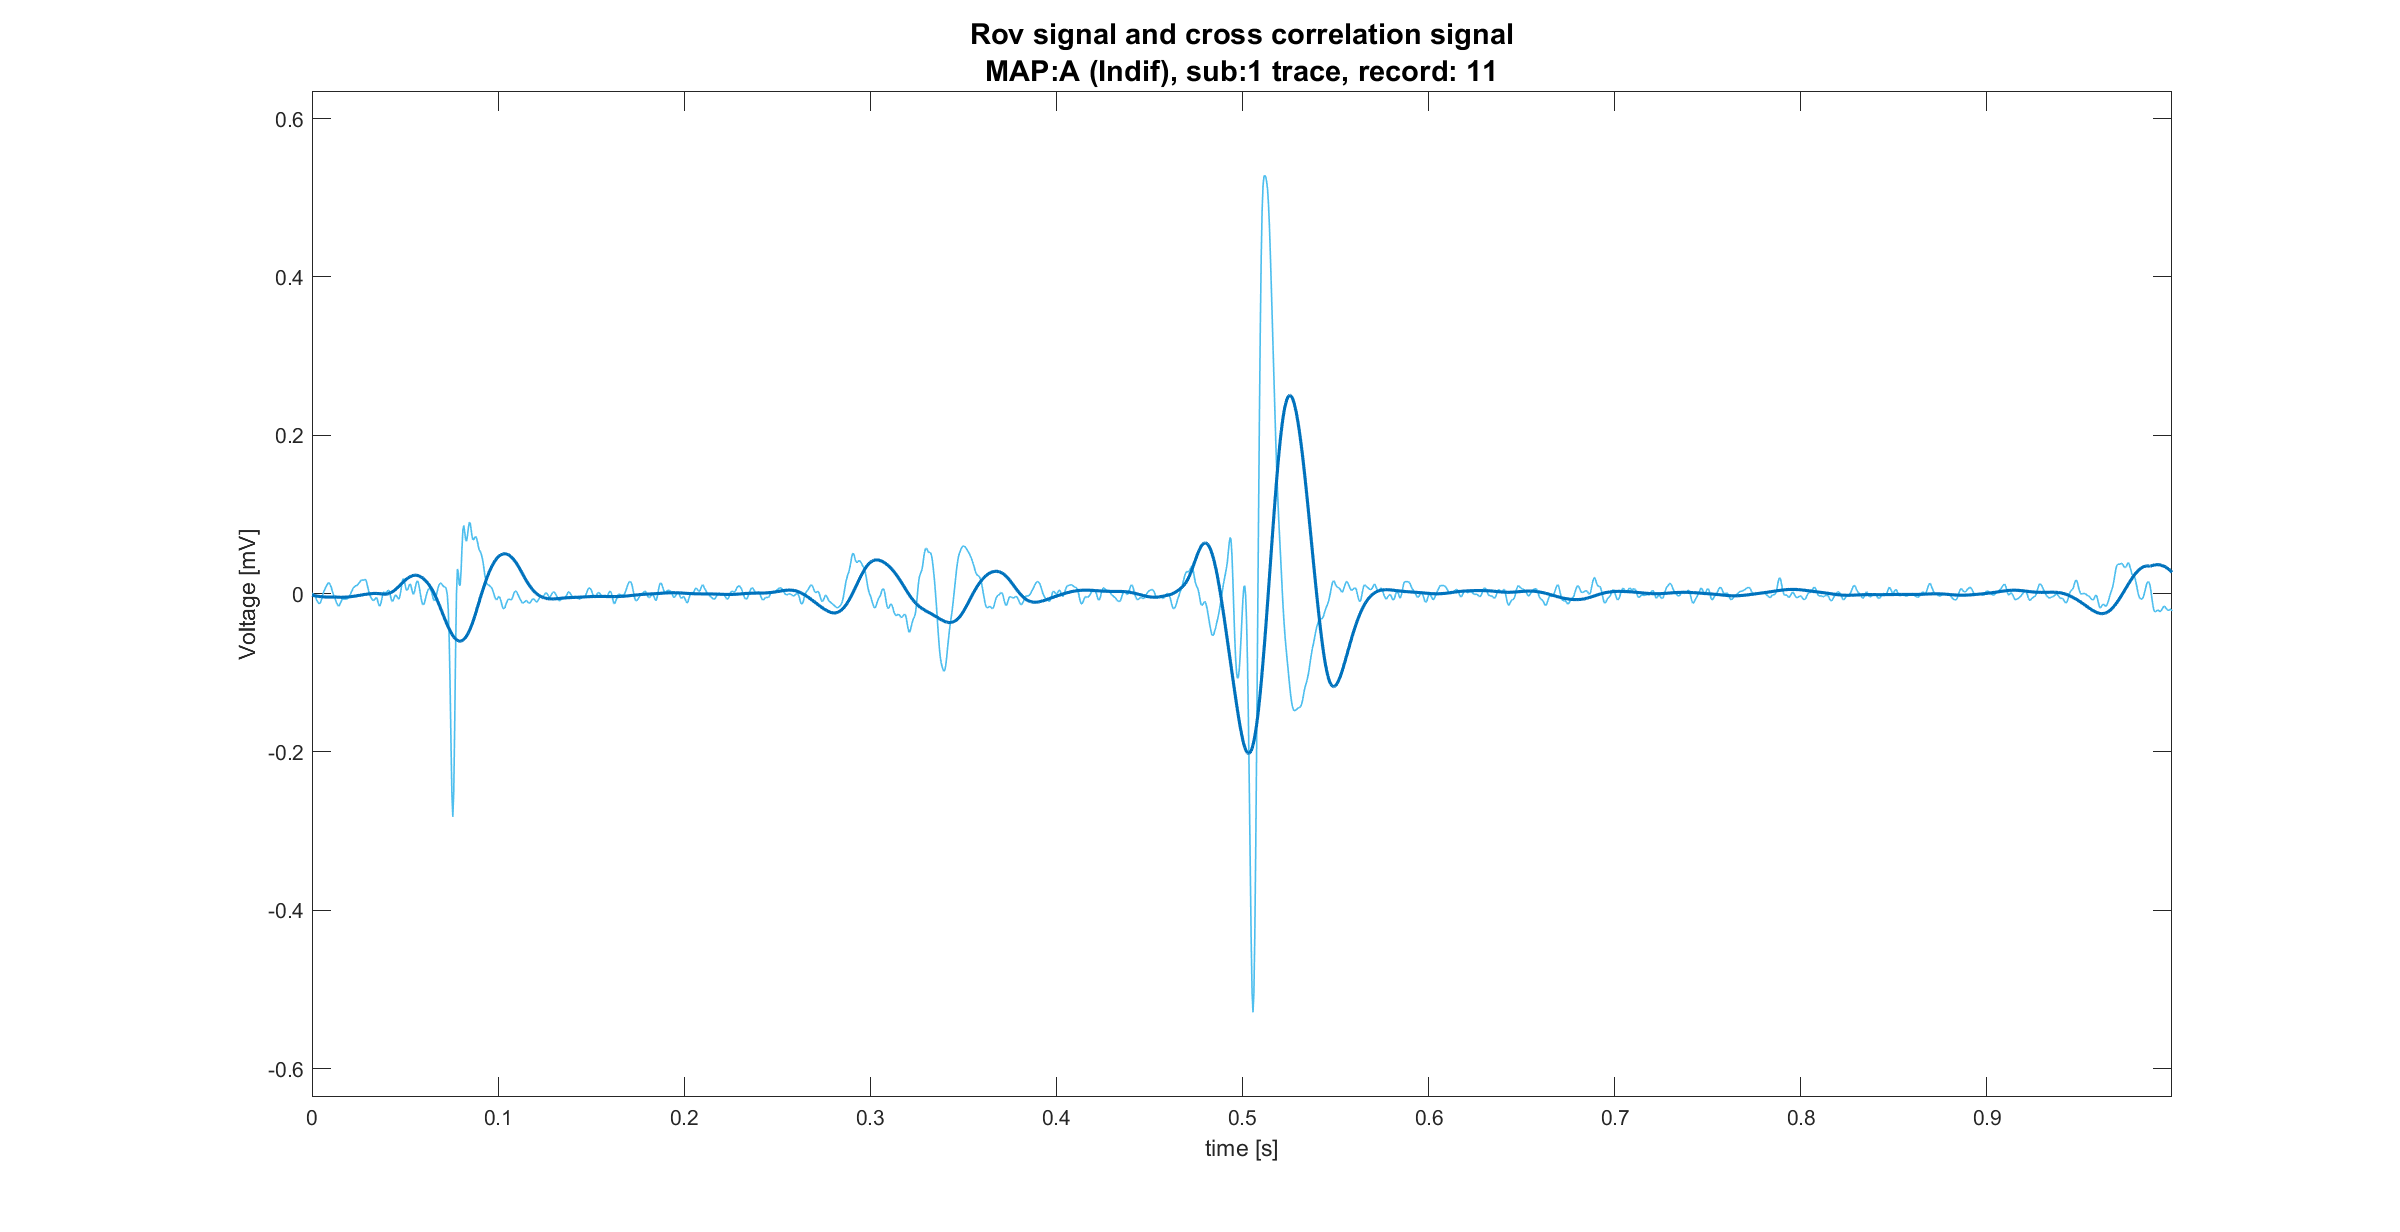 Rov signal and cross correlation signal
MAP:A (Indif), sub:1 trace, record: 11
0.6
0.4
0.2
0
-0.2
-0.4
-0.6
Voltage [mV]
0 0.1 0.2 0.3 0.4 0.5 0.6 0.7 0.8 0.9
time [s]